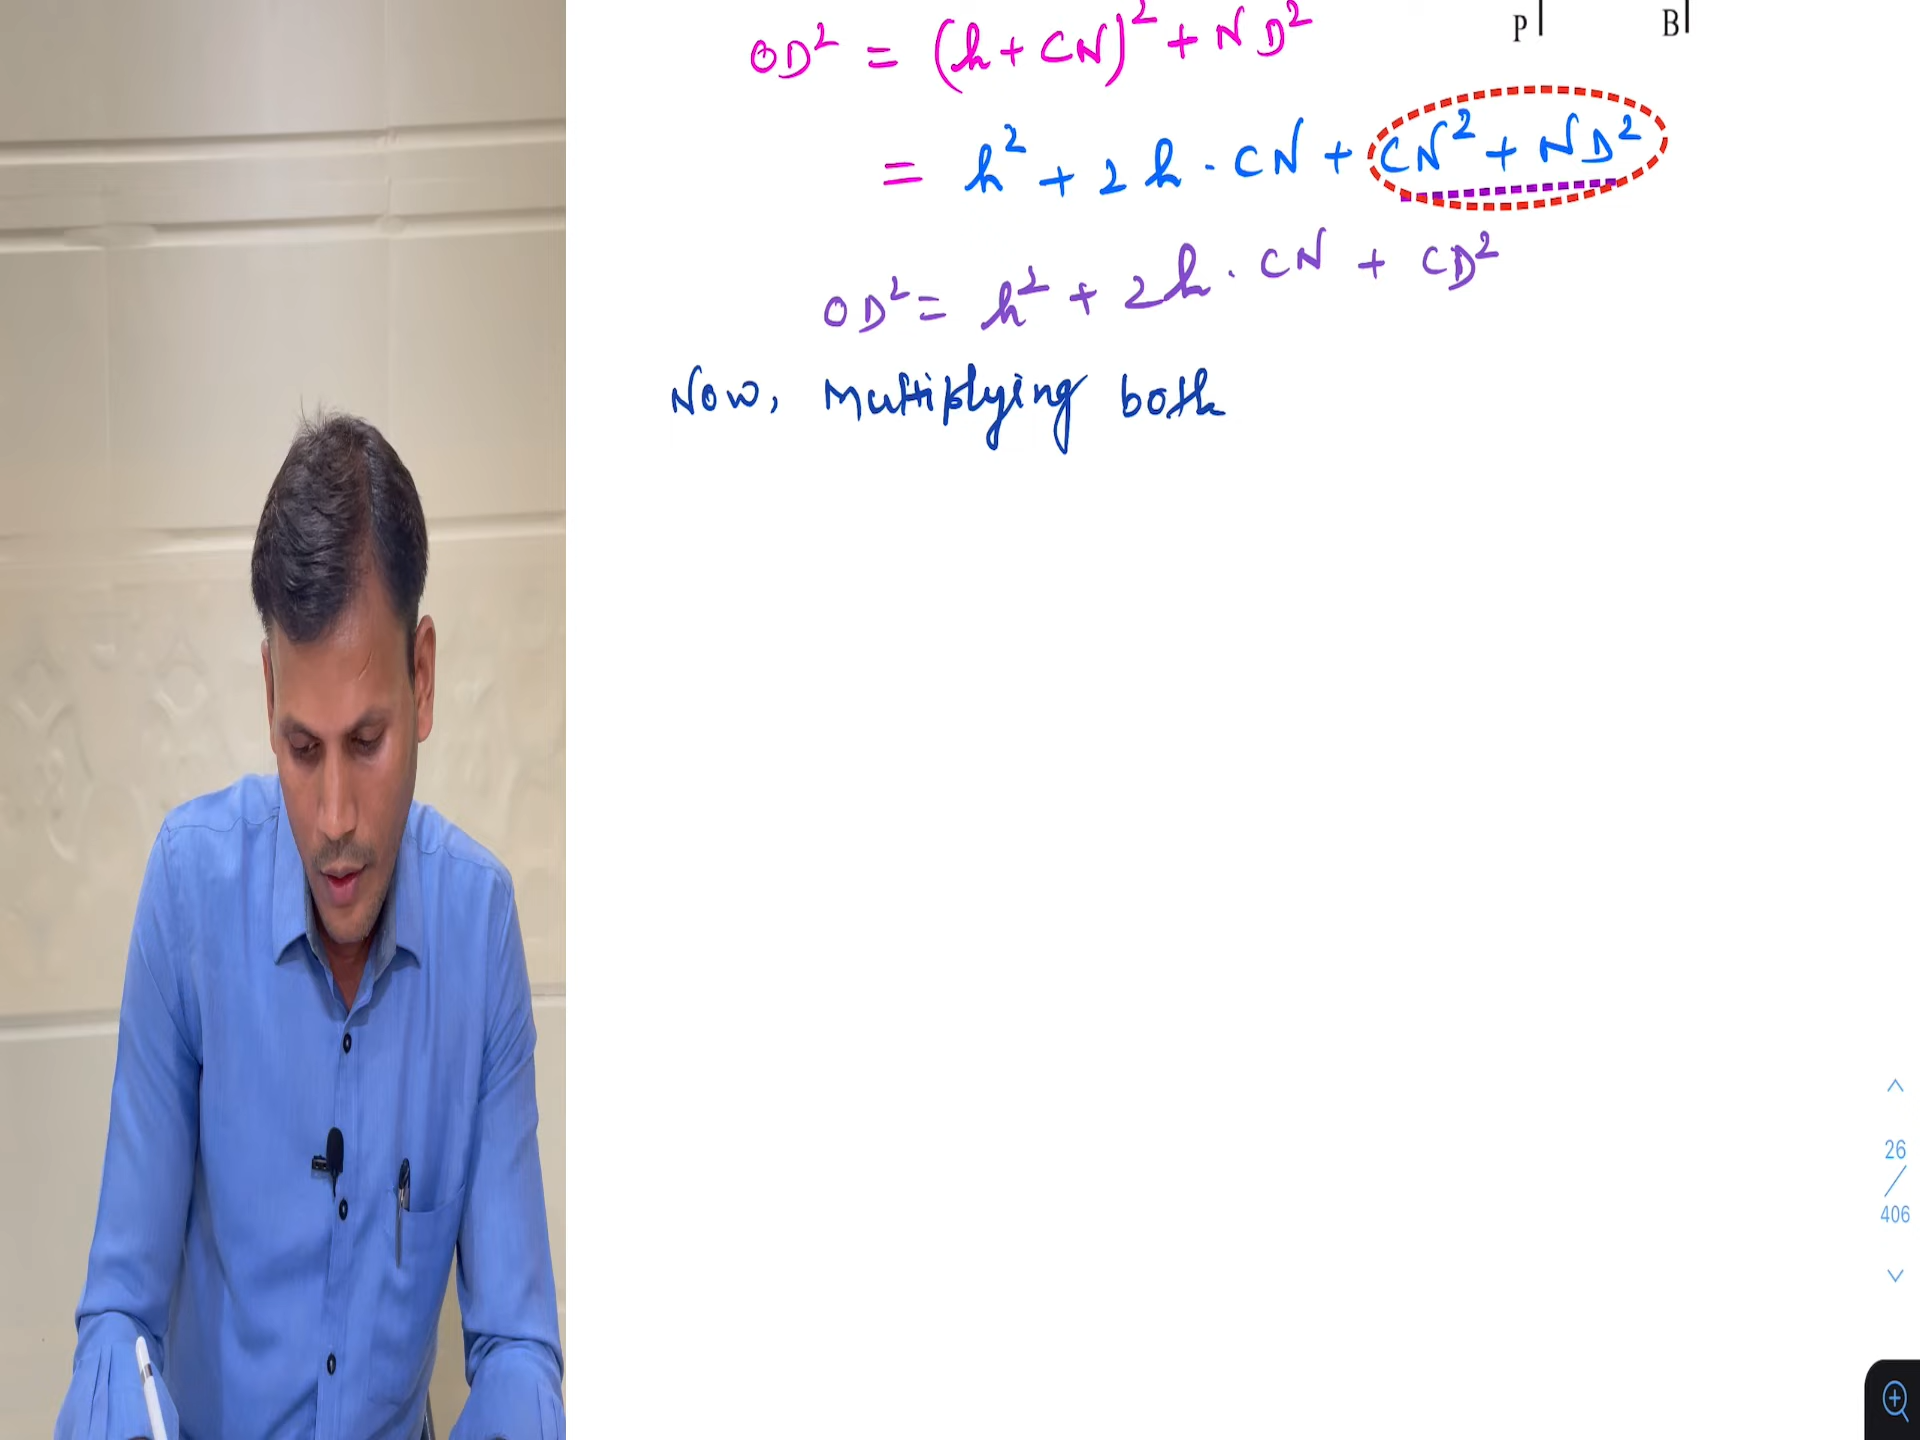 OD² = (h + CN)² + ND²
P B
= h² + 2h · CN + CN² + ND²
OD² = h² + 2h · CN + CD²
Now, Multiplying both
26
/
406